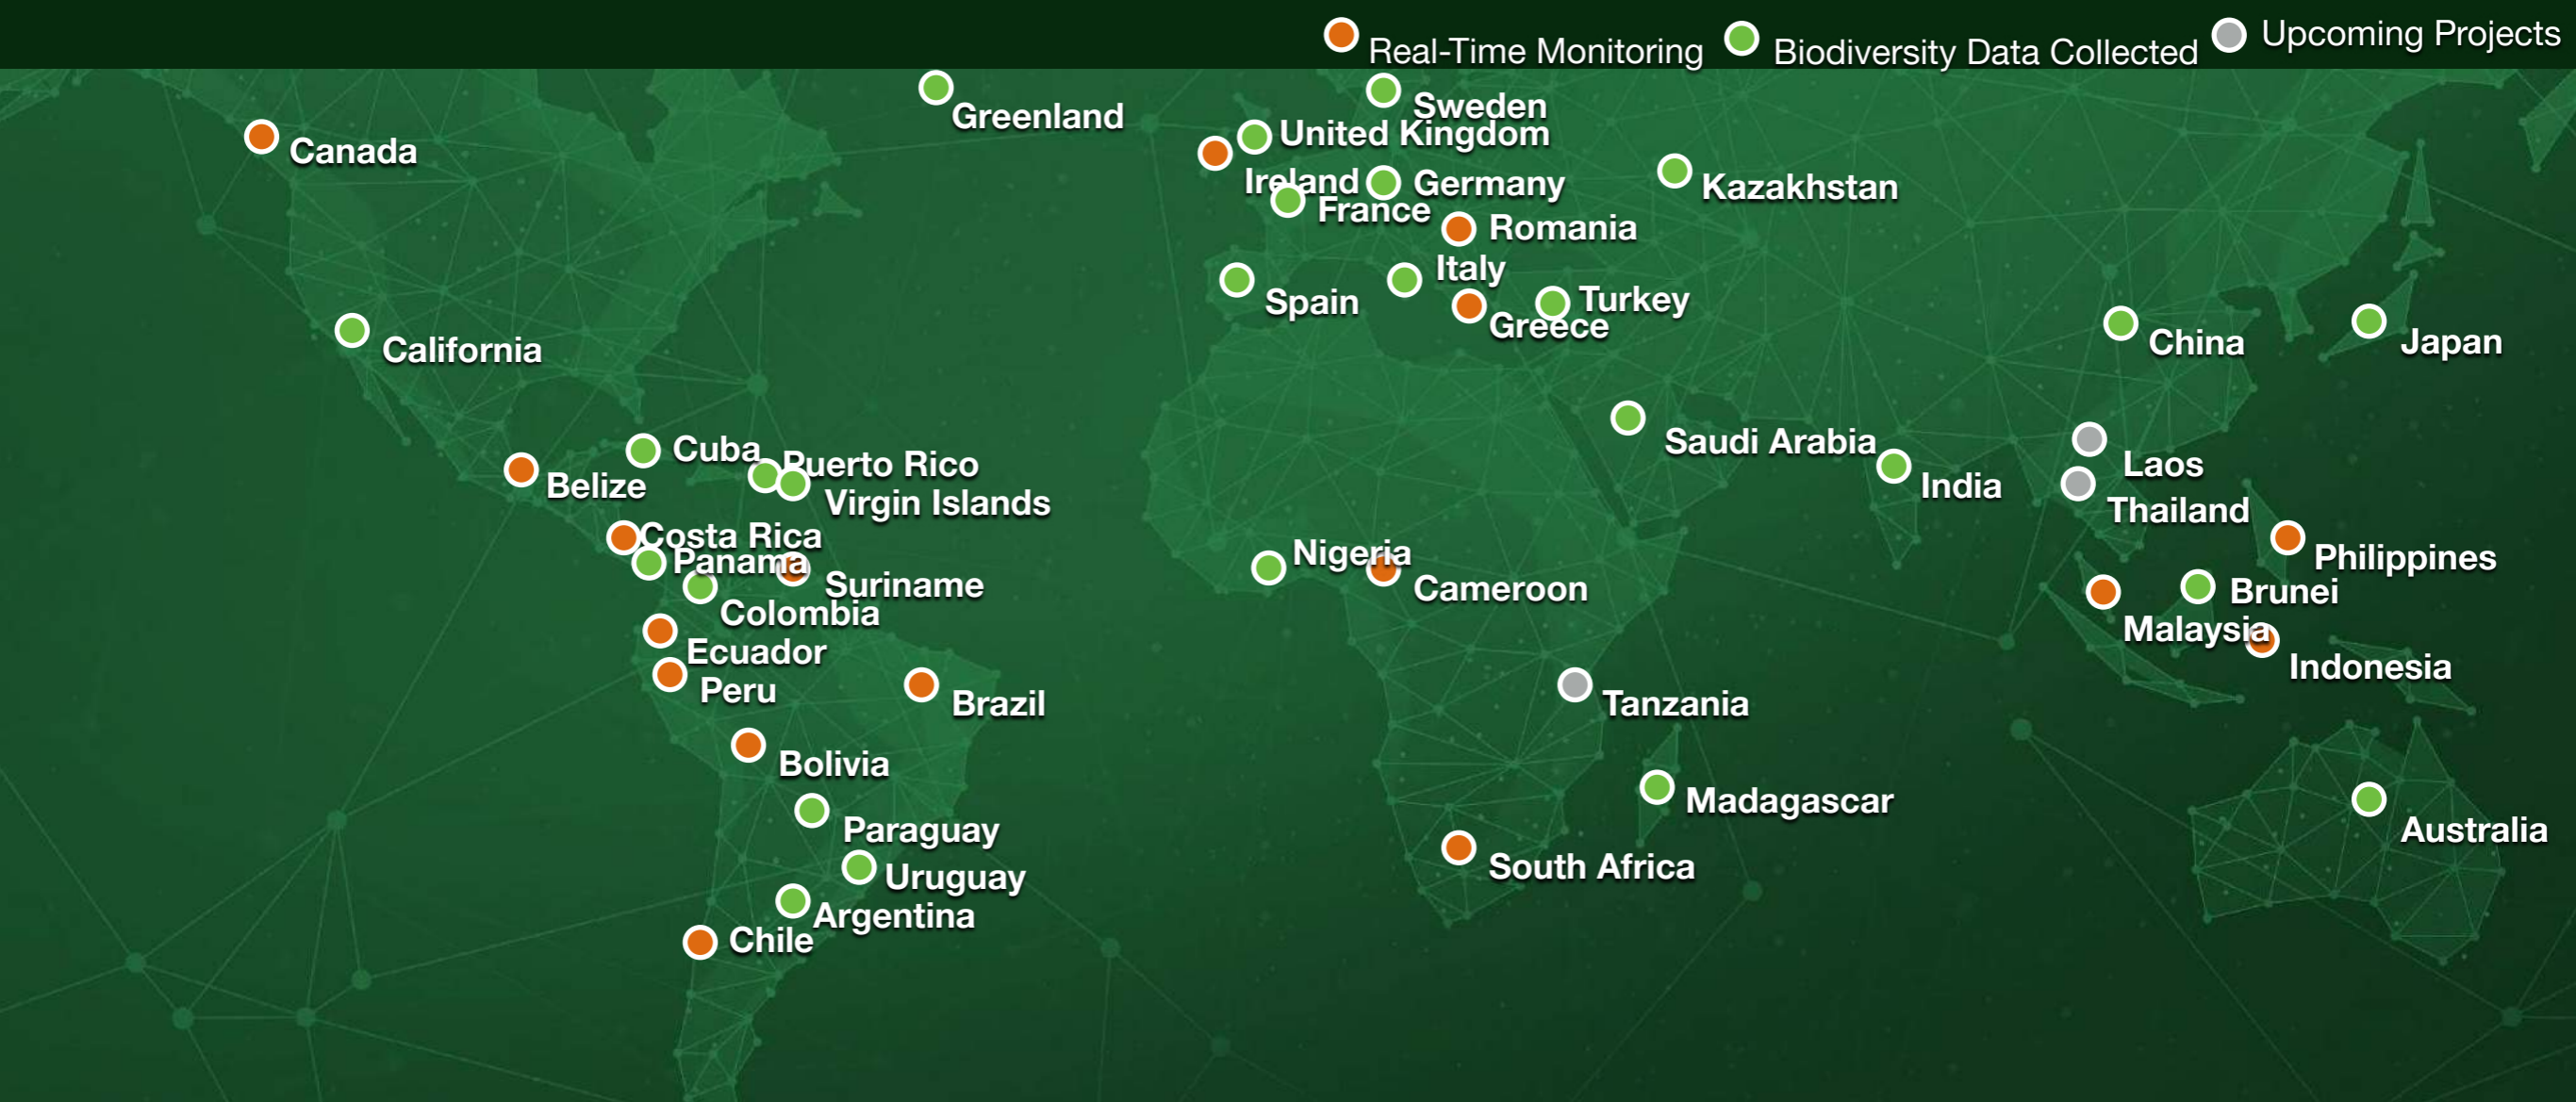 Real-Time Monitoring
Biodiversity Data Collected
Upcoming Projects
Greenland
Sweden
United Kingdom
Canada
Ireland
Germany
Kazakhstan
France
Romania
Italy
Spain
Turkey
Greece
California
China
Japan
Cuba
Puerto Rico
Saudi Arabia
Laos
Belize
Virgin Islands
India
Thailand
Costa Rica
Panama
Nigeria
Philippines
Suriname
Cameroon
Brunei
Colombia
Malaysia
Ecuador
Indonesia
Peru
Brazil
Tanzania
Bolivia
Madagascar
Paraguay
Australia
South Africa
Uruguay
Argentina
Chile